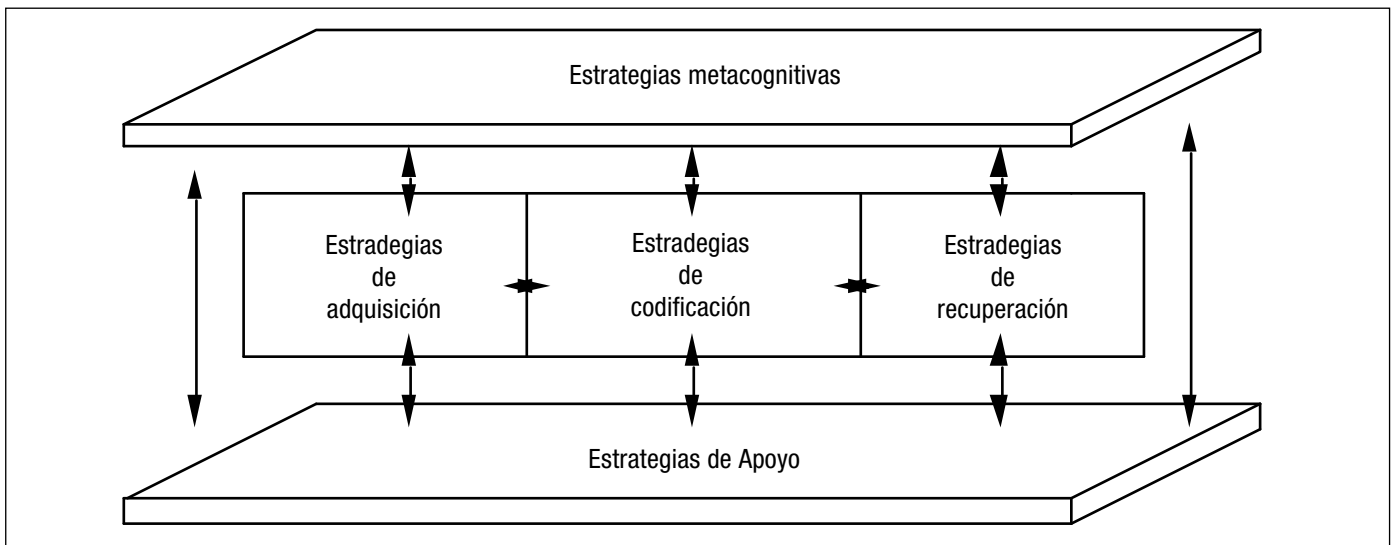 Estrategias metacognitivas
Estradegias
de
adquisición
Estradegias
de
codificación
Estradegias
de
recuperación
Estrategias de Apoyo